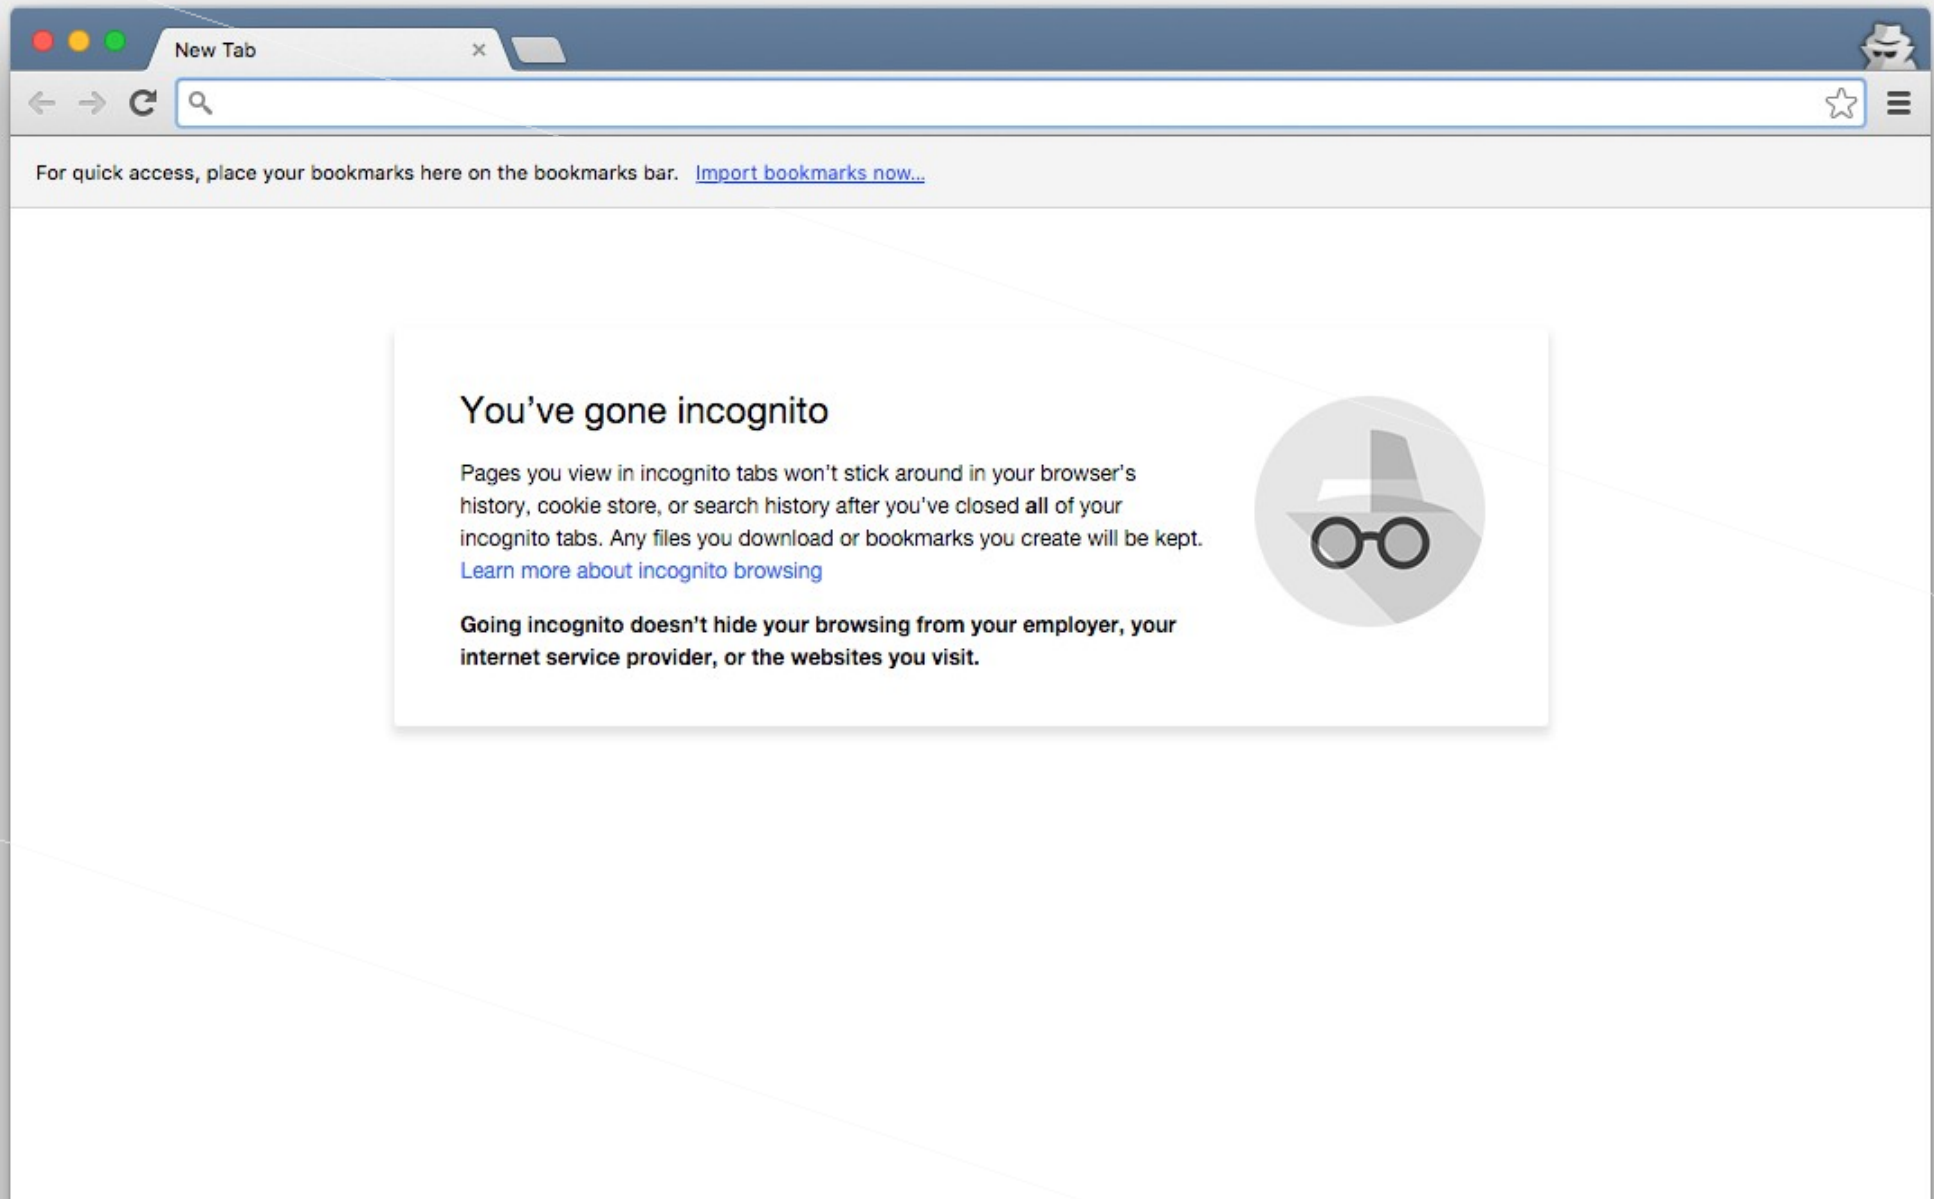 New Tab
For quick access, place your bookmarks here on the bookmarks bar. Import bookmarks now...
You've gone incognito
Pages you view in incognito tabs won't stick around in your browser's
history, cookie store, or search history after you've closed all of your
incognito tabs. Any files you download or bookmarks you create will be kept.
Learn more about incognito browsing
Going incognito doesn't hide your browsing from your employer, your
internet service provider, or the websites you visit.